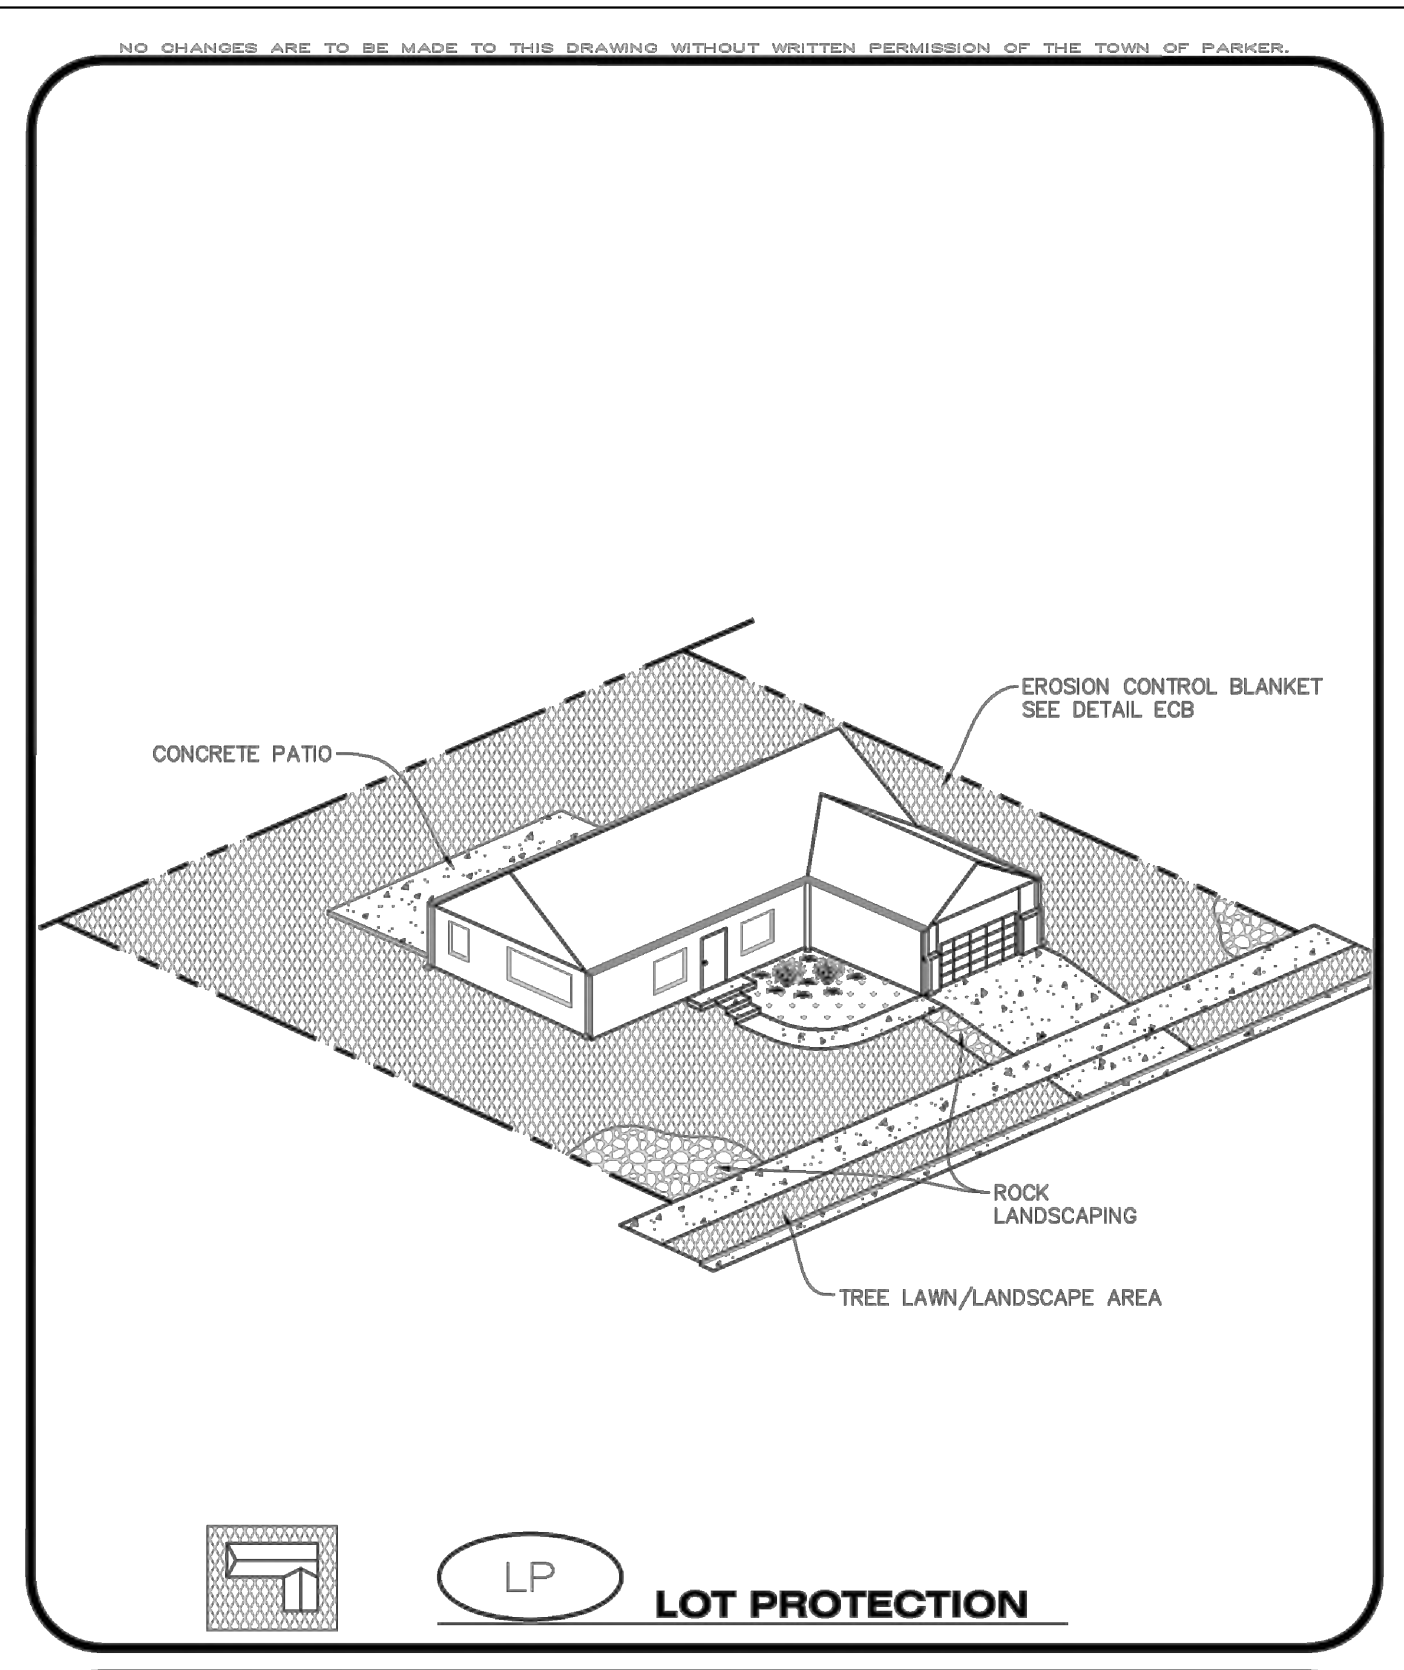 NO CHANGES ARE TO BE MADE TO THIS DRAWING WITHOUT WRITTEN PERMISSION OF THE TOWN OF PARKER.
EROSION CONTROL BLANKET
SEE DETAIL ECB
CONCRETE PATIO
ROCK
LANDSCAPING
TREE LAWN/LANDSCAPE AREA
LP
LOT PROTECTION